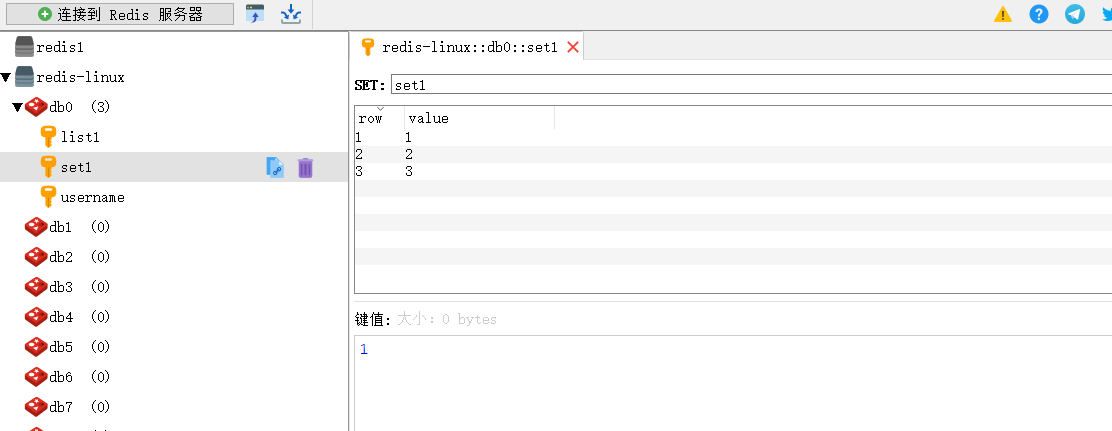 连接到 Redis 服务器
redis1
redis-linux
db0 (3)
list1
set1
username
db1 (0)
db2 (0)
db3 (0)
db4 (0)
db5 (0)
db6 (0)
db7 (0)
redis-linux::db0::set1
SET: set1
row value
1 1
2 2
3 3
键值: 大小: 0 bytes
1